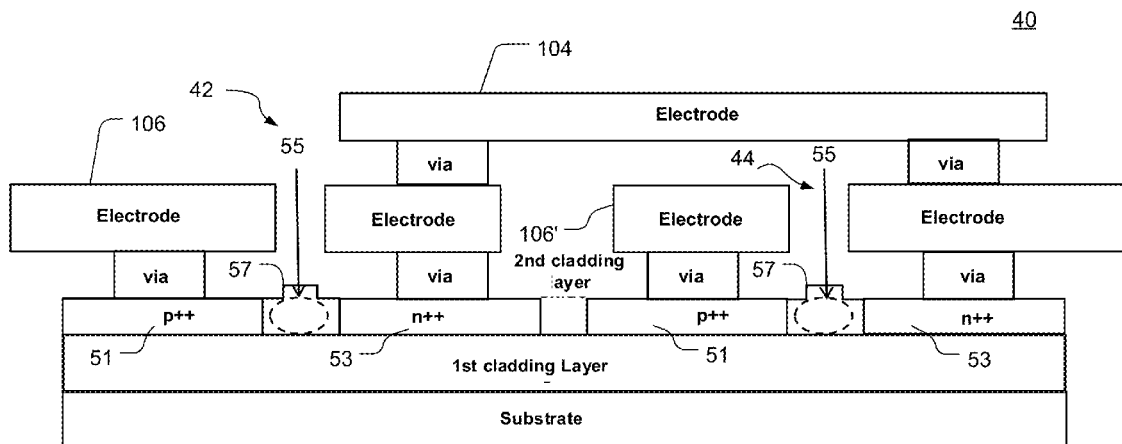 40
104
42
Electrode
106
55
via
44
55
via
Electrode
Electrode
Electrode
Electrode
106'
via
57
via
2nd cladding
ayer
via
57
via
p++
n++
p++
n++
51
53
51
53
1st cladding Layer
Substrate